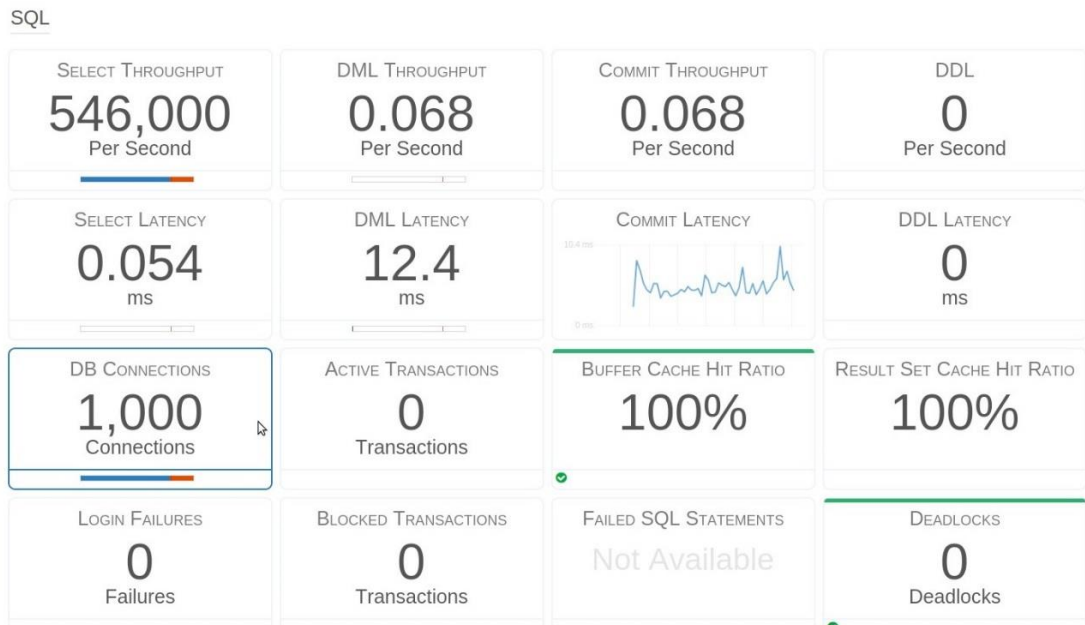 SQL
Select Throughput
546,000
Per Second
DML Throughput
0.068
Per Second
Commit Throughput
0.068
Per Second
DDL
0
Per Second
Select Latency
0.054
ms
DML Latency
12.4
ms
Commit Latency
10.4 ms
0 ms
DDL Latency
0
ms
DB Connections
1,000
Connections
Active Transactions
0
Transactions
Buffer Cache Hit Ratio
100%
Result Set Cache Hit Ratio
100%
Login Failures
0
Failures
Blocked Transactions
0
Transactions
Failed SQL Statements
Not Available
Deadlocks
0
Deadlocks